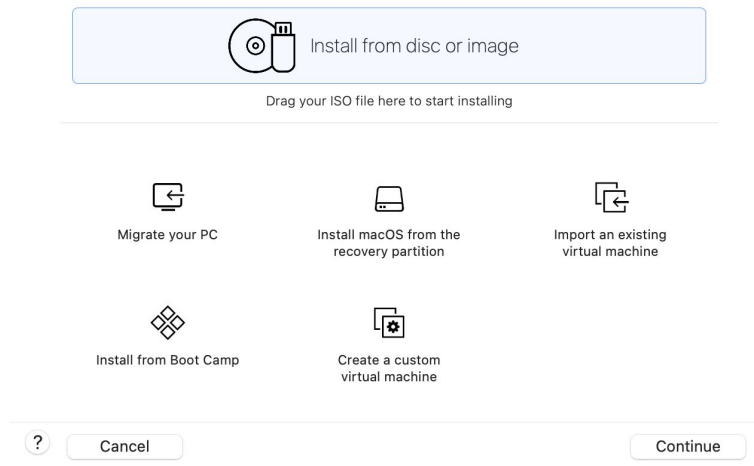 Install from disc or image
Drag your ISO file here to start installing
Migrate your PC
Install macOS from the
recovery partition
Import an existing
virtual machine
Install from Boot Camp
Create a custom
virtual machine
?
Cancel
Continue